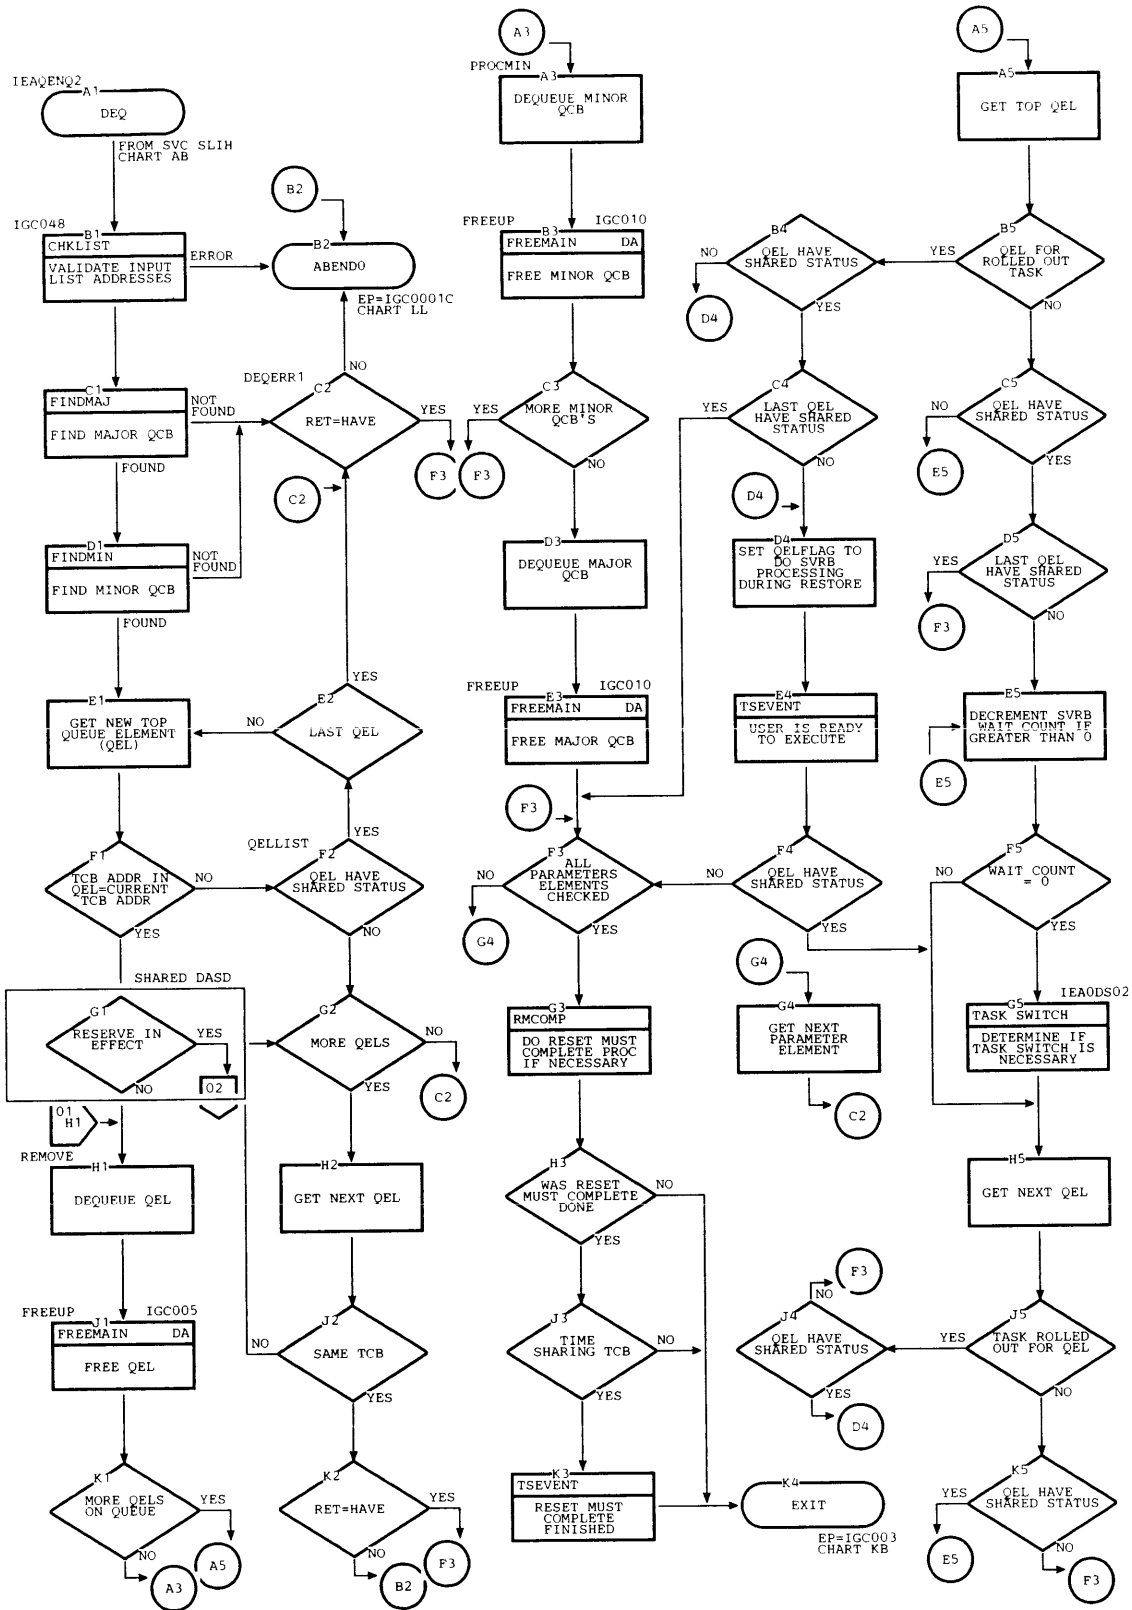 IEAQENQ2
A1
DEQ
FROM SVC SLIH
CHART AB
IGC048
B1
CHKLIST
VALIDATE INPUT
LIST ADDRESSES
ERROR
C1
FINDMAJ
FIND MAJOR QCB
NOT
FOUND
FOUND
D1
FINDMIN
FIND MINOR QCB
NOT
FOUND
FOUND
E1
GET NEW TOP
QUEUE ELEMENT
(QEL)
F1
TCB ADDR IN
QEL=CURRENT
TCB ADDR
NO
YES
SHARED DASD
G1
RESERVE IN
EFFECT
YES
NO
02
01
H1
REMOVE
H1
DEQUEUE QEL
FREEUP
IGC005
J1
FREEMAIN DA
FREE QEL
K1
MORE QELS
ON QUEUE
YES
NO
A3
A5
B2
B2
ABENDO
EP=IGC0001C
CHART LL
NO
DEQERR1
C2
RET=HAVE
YES
F3
C2
YES
E2
LAST QEL
NO
YES
QELLIST
F2
QEL HAVE
SHARED STATUS
NO
G2
MORE QELS
NO
YES
C2
H2
GET NEXT QEL
J2
SAME TCB
NO
YES
K2
RET=HAVE
YES
NO
B2
F3
A3
PROCMIN
A3
DEQUEUE MINOR
QCB
FREEUP
IGC010
B3
FREEMAIN DA
FREE MINOR QCB
C3
MORE MINOR
QCB'S
YES
NO
F3
D3
DEQUEUE MAJOR
QCB
FREEUP
IGC010
E3
FREEMAIN DA
FREE MAJOR QCB
F3
F3
ALL
PARAMETERS
ELEMENTS
CHECKED
NO
YES
G4
G3
RMCOMP
DO RESET MUST
COMPLETE PROC
IF NECESSARY
H3
WAS RESET
MUST COMPLETE
DONE
NO
YES
J3
TIME
SHARING TCB
NO
YES
K3
TSEVENT
RESET MUST
COMPLETE
FINISHED
B4
QEL HAVE
SHARED STATUS
NO
YES
D4
C4
LAST QEL
HAVE SHARED
STATUS
YES
NO
D4
D4
SET QELFLAG TO
DO SVRB
PROCESSING
DURING RESTORE
E4
TSEVENT
USER IS READY
TO EXECUTE
F4
QEL HAVE
SHARED STATUS
NO
YES
G4
G4
GET NEXT
PARAMETER
ELEMENT
C2
F3
NO
J4
QEL HAVE
SHARED STATUS
YES
D4
K4
EXIT
EP=IGC003
CHART KB
A5
A5
GET TOP QEL
B5
QEL FOR
ROLLED OUT
TASK
YES
NO
C5
QEL HAVE
SHARED STATUS
NO
YES
E5
D5
LAST QEL
HAVE SHARED
STATUS
YES
NO
F3
E5
DECREMENT SVRB
WAIT COUNT IF
GREATER THAN 0
E5
F5
WAIT COUNT
= 0
NO
YES
IEA0DS02
G5
TASK SWITCH
DETERMINE IF
TASK SWITCH IS
NECESSARY
H5
GET NEXT QEL
J5
TASK ROLLED
OUT FOR QEL
YES
NO
K5
QEL HAVE
SHARED STATUS
YES
NO
E5
F3